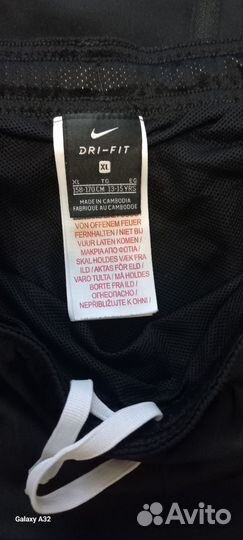 DRI-FIT
XL
XL TG EG
158-170 CM 13-15 YRS
MADE IN CAMBODIA
FABRIQUE AU CAMBODGE
VON OFFENEM FEUER
FERNHALTEN / NIET BIJ
VUUR LATEN KOMEN /
ΜΑΚΡΙΑ ΑΠΟ ΦΩΤΙΑ /
SKAL HOLDES VÆK FRA
ILD / AKTAS FÖR ELD /
VARO TULTA / MÅ HOLDES
BORTE FRA ILD /
ОГНЕОПАСНО /
NEPŘIBLIŽUJTE K OHNI /
Galaxy A32
Avito